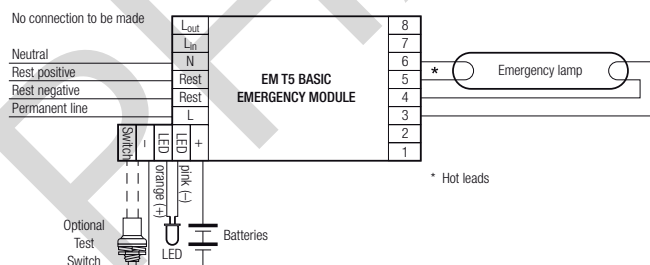 No connection to be made
Neutral
Rest positive
Rest negative
Permanent line
Lout
Lin
N
Rest
Rest
L
EM T5 BASIC
EMERGENCY MODULE
8
7
6
5
4
3
2
1
*
Emergency lamp
* Hot leads
Switch
–
LED
LED
+
orange (+)
pink (–)
Optional
Test
Switch
LED
Batteries